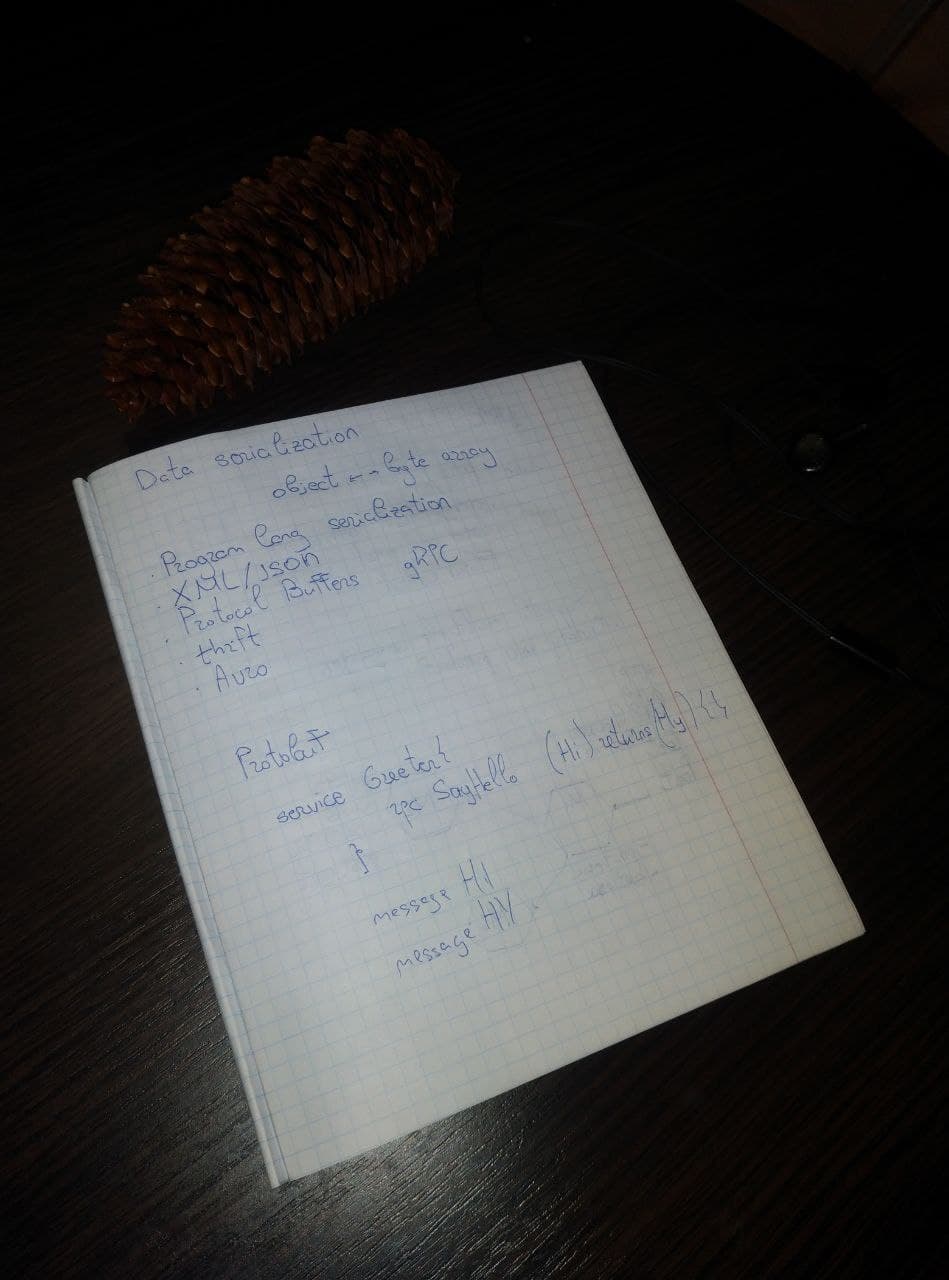 Data sorialization
object ← - byte array
· Program lang serialization
· XML/JSON
· Protocol Buffers gRPC
· thrift
· Avro
Protobuf
service Greeter{
rpc SayHello (Hi) returns (Hy) {}
}
message HI
message HY